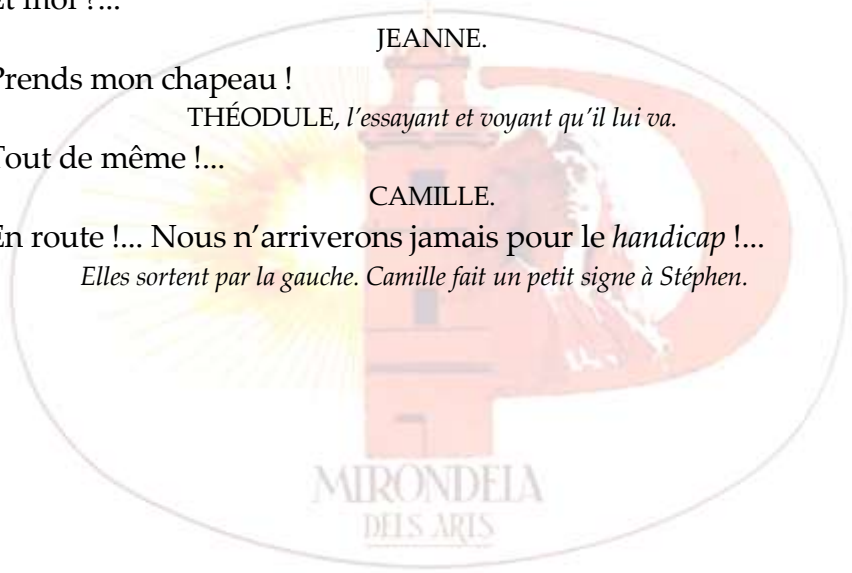 Et moi ?...
JEANNE.
Prends mon chapeau !
THÉODULE, l'essayant et voyant qu'il lui va.
Tout de même !...
CAMILLE.
En route !... Nous n'arriverons jamais pour le handicap !...
Elles sortent par la gauche. Camille fait un petit signe à Stéphen.
MIRONDELA
DELS ARTS